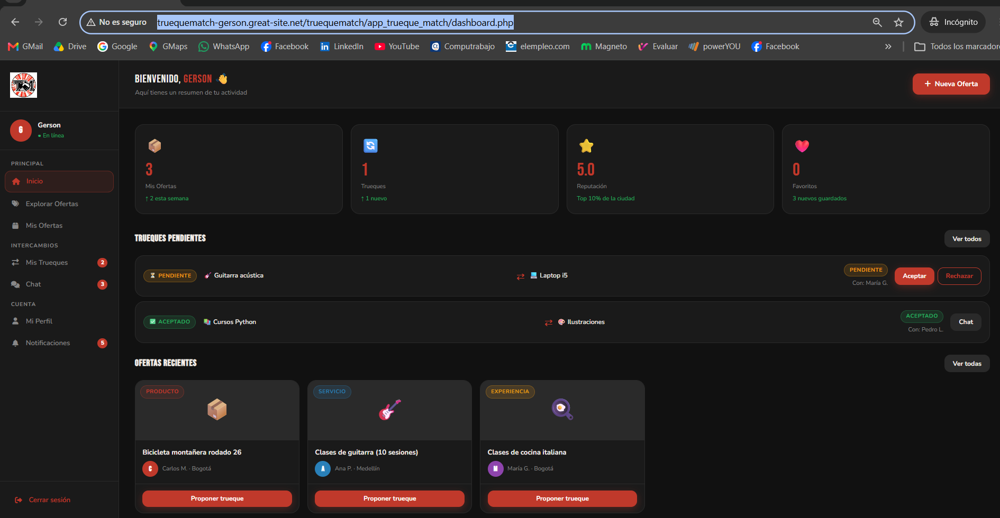 No es seguro
truequematch-gerson.great-site.net/truequematch/app_trueque_match/dashboard.php
Incógnito
GMail
Drive
Google
GMaps
WhatsApp
Facebook
LinkedIn
YouTube
Computrabajo
elempleo.com
Magneto
Evaluar
powerYOU
Facebook
»
Todos los marcadore
TM
BIENVENIDO, GERSON 👋
Aquí tienes un resumen de tu actividad
+ Nueva Oferta
G
Gerson
● En línea
PRINCIPAL
Inicio
Explorar Ofertas
Mis Ofertas
INTERCAMBIOS
Mis Trueques
2
Chat
3
CUENTA
Mi Perfil
Notificaciones
5
Cerrar sesión
3
Mis Ofertas
↑ 2 esta semana
1
Trueques
↑ 1 nuevo
5.0
Reputación
Top 10% de la ciudad
0
Favoritos
3 nuevos guardados
TRUEQUES PENDIENTES
Ver todos
⏳ PENDIENTE
🎸 Guitarra acústica
⇄ 💻 Laptop i5
PENDIENTE
Con: María G.
Aceptar
Rechazar
✅ ACEPTADO
📚 Cursos Python
⇄ 🎨 Ilustraciones
ACEPTADO
Con: Pedro L.
Chat
OFERTAS RECIENTES
Ver todas
PRODUCTO
Bicicleta montañera rodado 26
C
Carlos M. · Bogotá
Proponer trueque
SERVICIO
Clases de guitarra (10 sesiones)
A
Ana P. · Medellín
Proponer trueque
EXPERIENCIA
Clases de cocina italiana
M
María G. · Bogotá
Proponer trueque